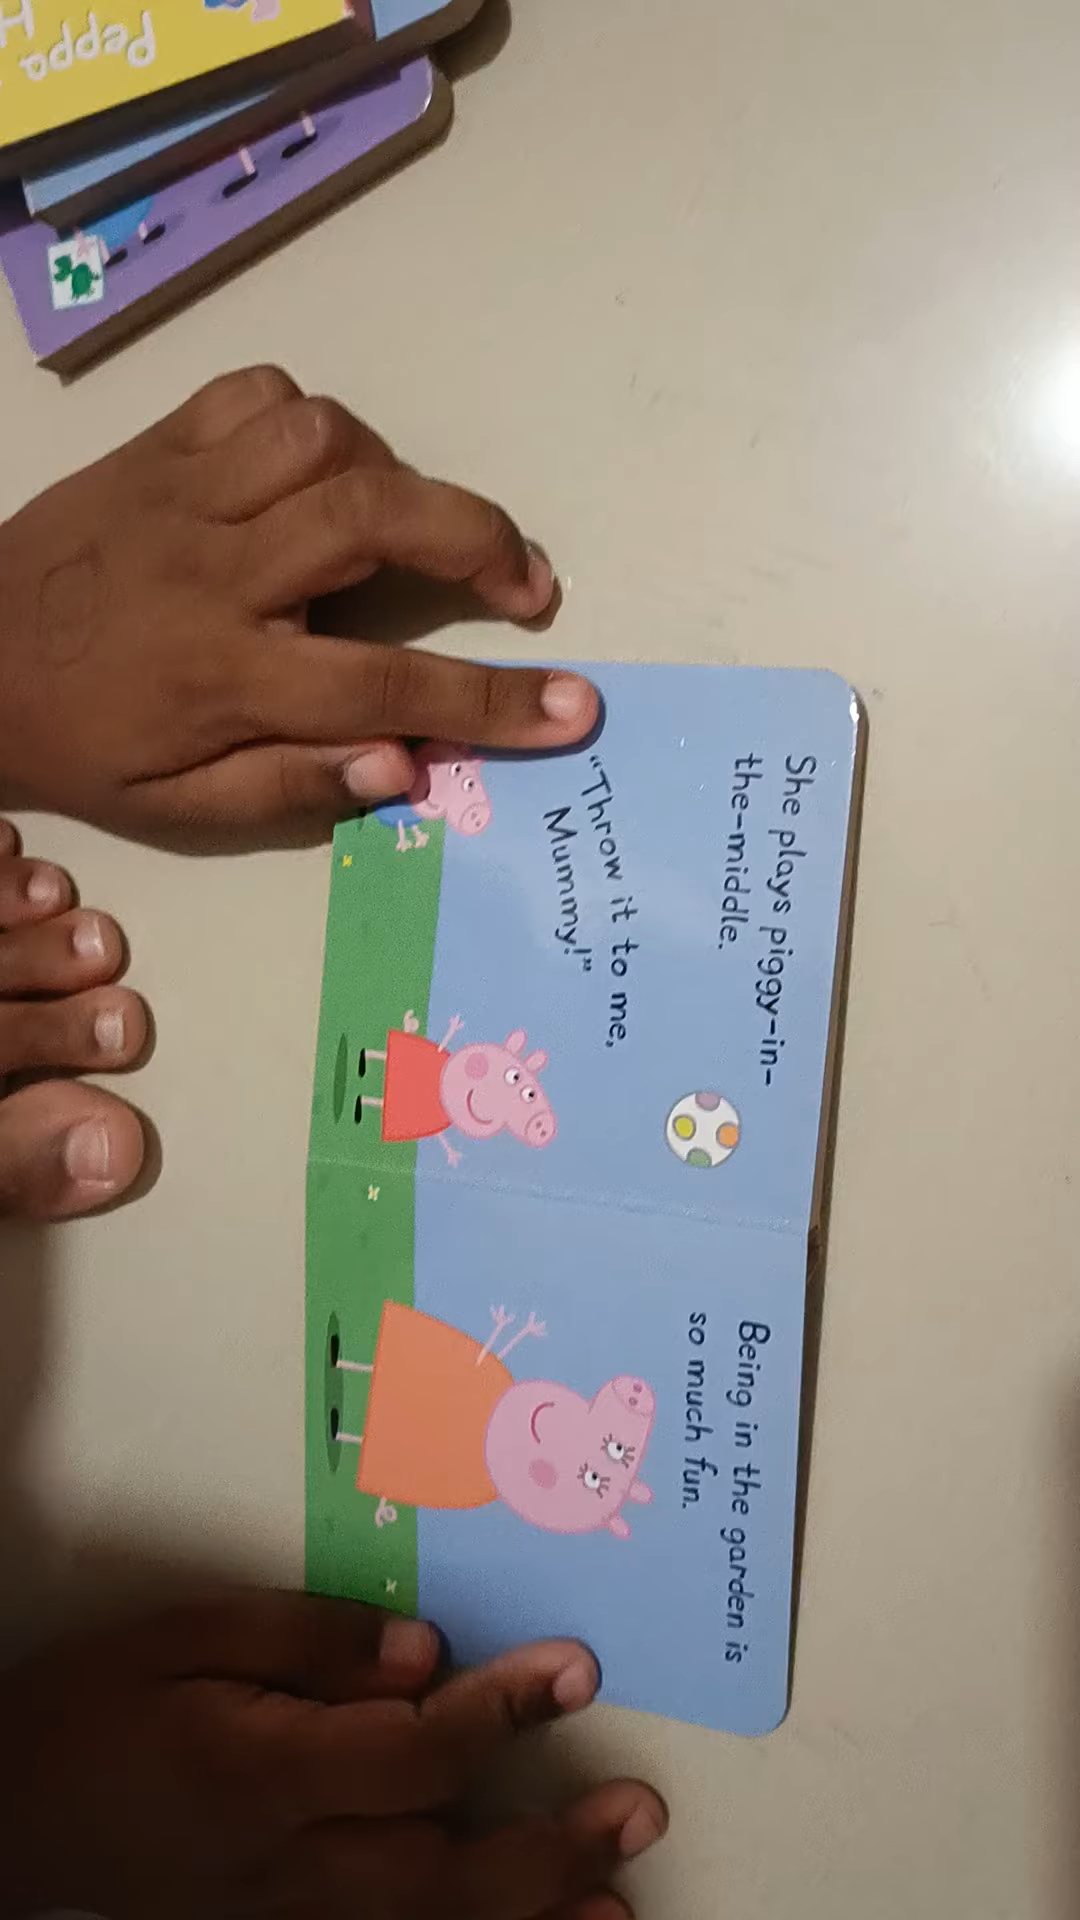 She plays piggy-in-
the-middle.
"Throw it to me,
Mummy!"
Being in the garden is
so much fun.
Peppa